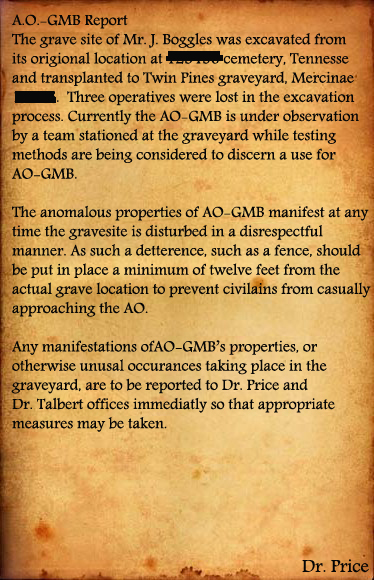 A.O.-GMB Report
The grave site of Mr. J. Boggles was excavated from
its origional location at cemetery, Tennesse
and transplanted to Twin Pines graveyard, Mercinae
. Three operatives were lost in the excavation
process. Currently the AO-GMB is under observation
by a team stationed at the graveyard while testing
methods are being considered to discern a use for
AO-GMB.

The anomalous properties of AO-GMB manifest at any
time the gravesite is disturbed in a disrespectful
manner. As such a detterence, such as a fence, should
be put in place a minimum of twelve feet from the
actual grave location to prevent civilains from casually
approaching the AO.

Any manifestations ofAO-GMB's properties, or
otherwise unusal occurances taking place in the
graveyard, are to be reported to Dr. Price and
Dr. Talbert offices immediatly so that appropriate
measures may be taken.

Dr. Price